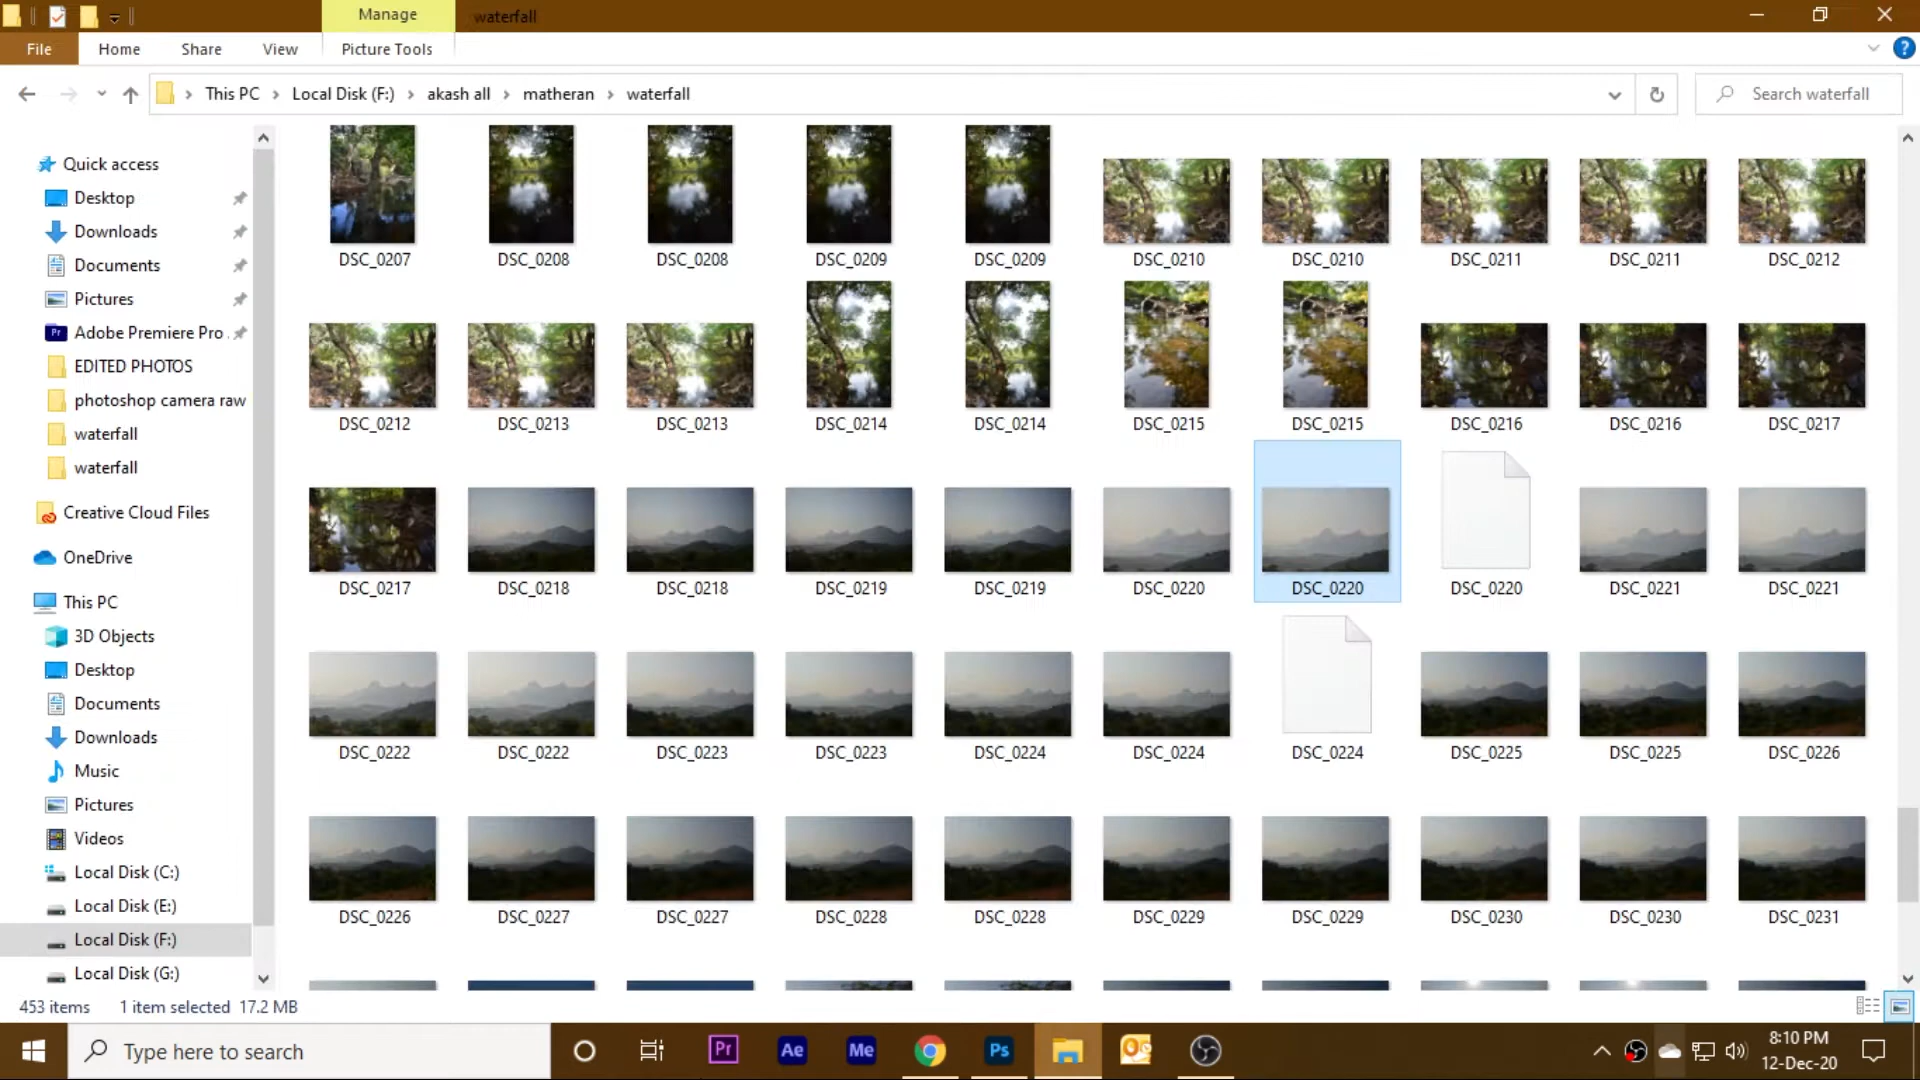 Manage
waterfall
File
Home
Share
View
Picture Tools
This PC
Local Disk (F:)
akash all
matheran
waterfall
Search waterfall
Quick access
Desktop
Downloads
Documents
Pictures
Pr
Adobe Premiere Pro .
EDITED PHOTOS
photoshop camera raw
waterfall
waterfall
Creative Cloud Files
OneDrive
This PC
3D Objects
Desktop
Documents
Downloads
Music
Pictures
Videos
Local Disk (C:)
Local Disk (E:)
Local Disk (F:)
Local Disk (G:)
DSC_0207 DSC_0208 DSC_0208 DSC_0209 DSC_0209 DSC_0210 DSC_0210 DSC_0211 DSC_0211 DSC_0212
DSC_0212 DSC_0213 DSC_0213 DSC_0214 DSC_0214 DSC_0215 DSC_0215 DSC_0216 DSC_0216 DSC_0217
DSC_0217 DSC_0218 DSC_0218 DSC_0219 DSC_0219 DSC_0220 DSC_0220 DSC_0220 DSC_0221 DSC_0221
DSC_0222 DSC_0222 DSC_0223 DSC_0223 DSC_0224 DSC_0224 DSC_0224 DSC_0225 DSC_0225 DSC_0226
DSC_0226 DSC_0227 DSC_0227 DSC_0228 DSC_0228 DSC_0229 DSC_0229 DSC_0230 DSC_0230 DSC_0231
453 items 1 item selected 17.2 MB
Type here to search
Pr
Ae
Me
Ps
8:10 PM
12-Dec-20